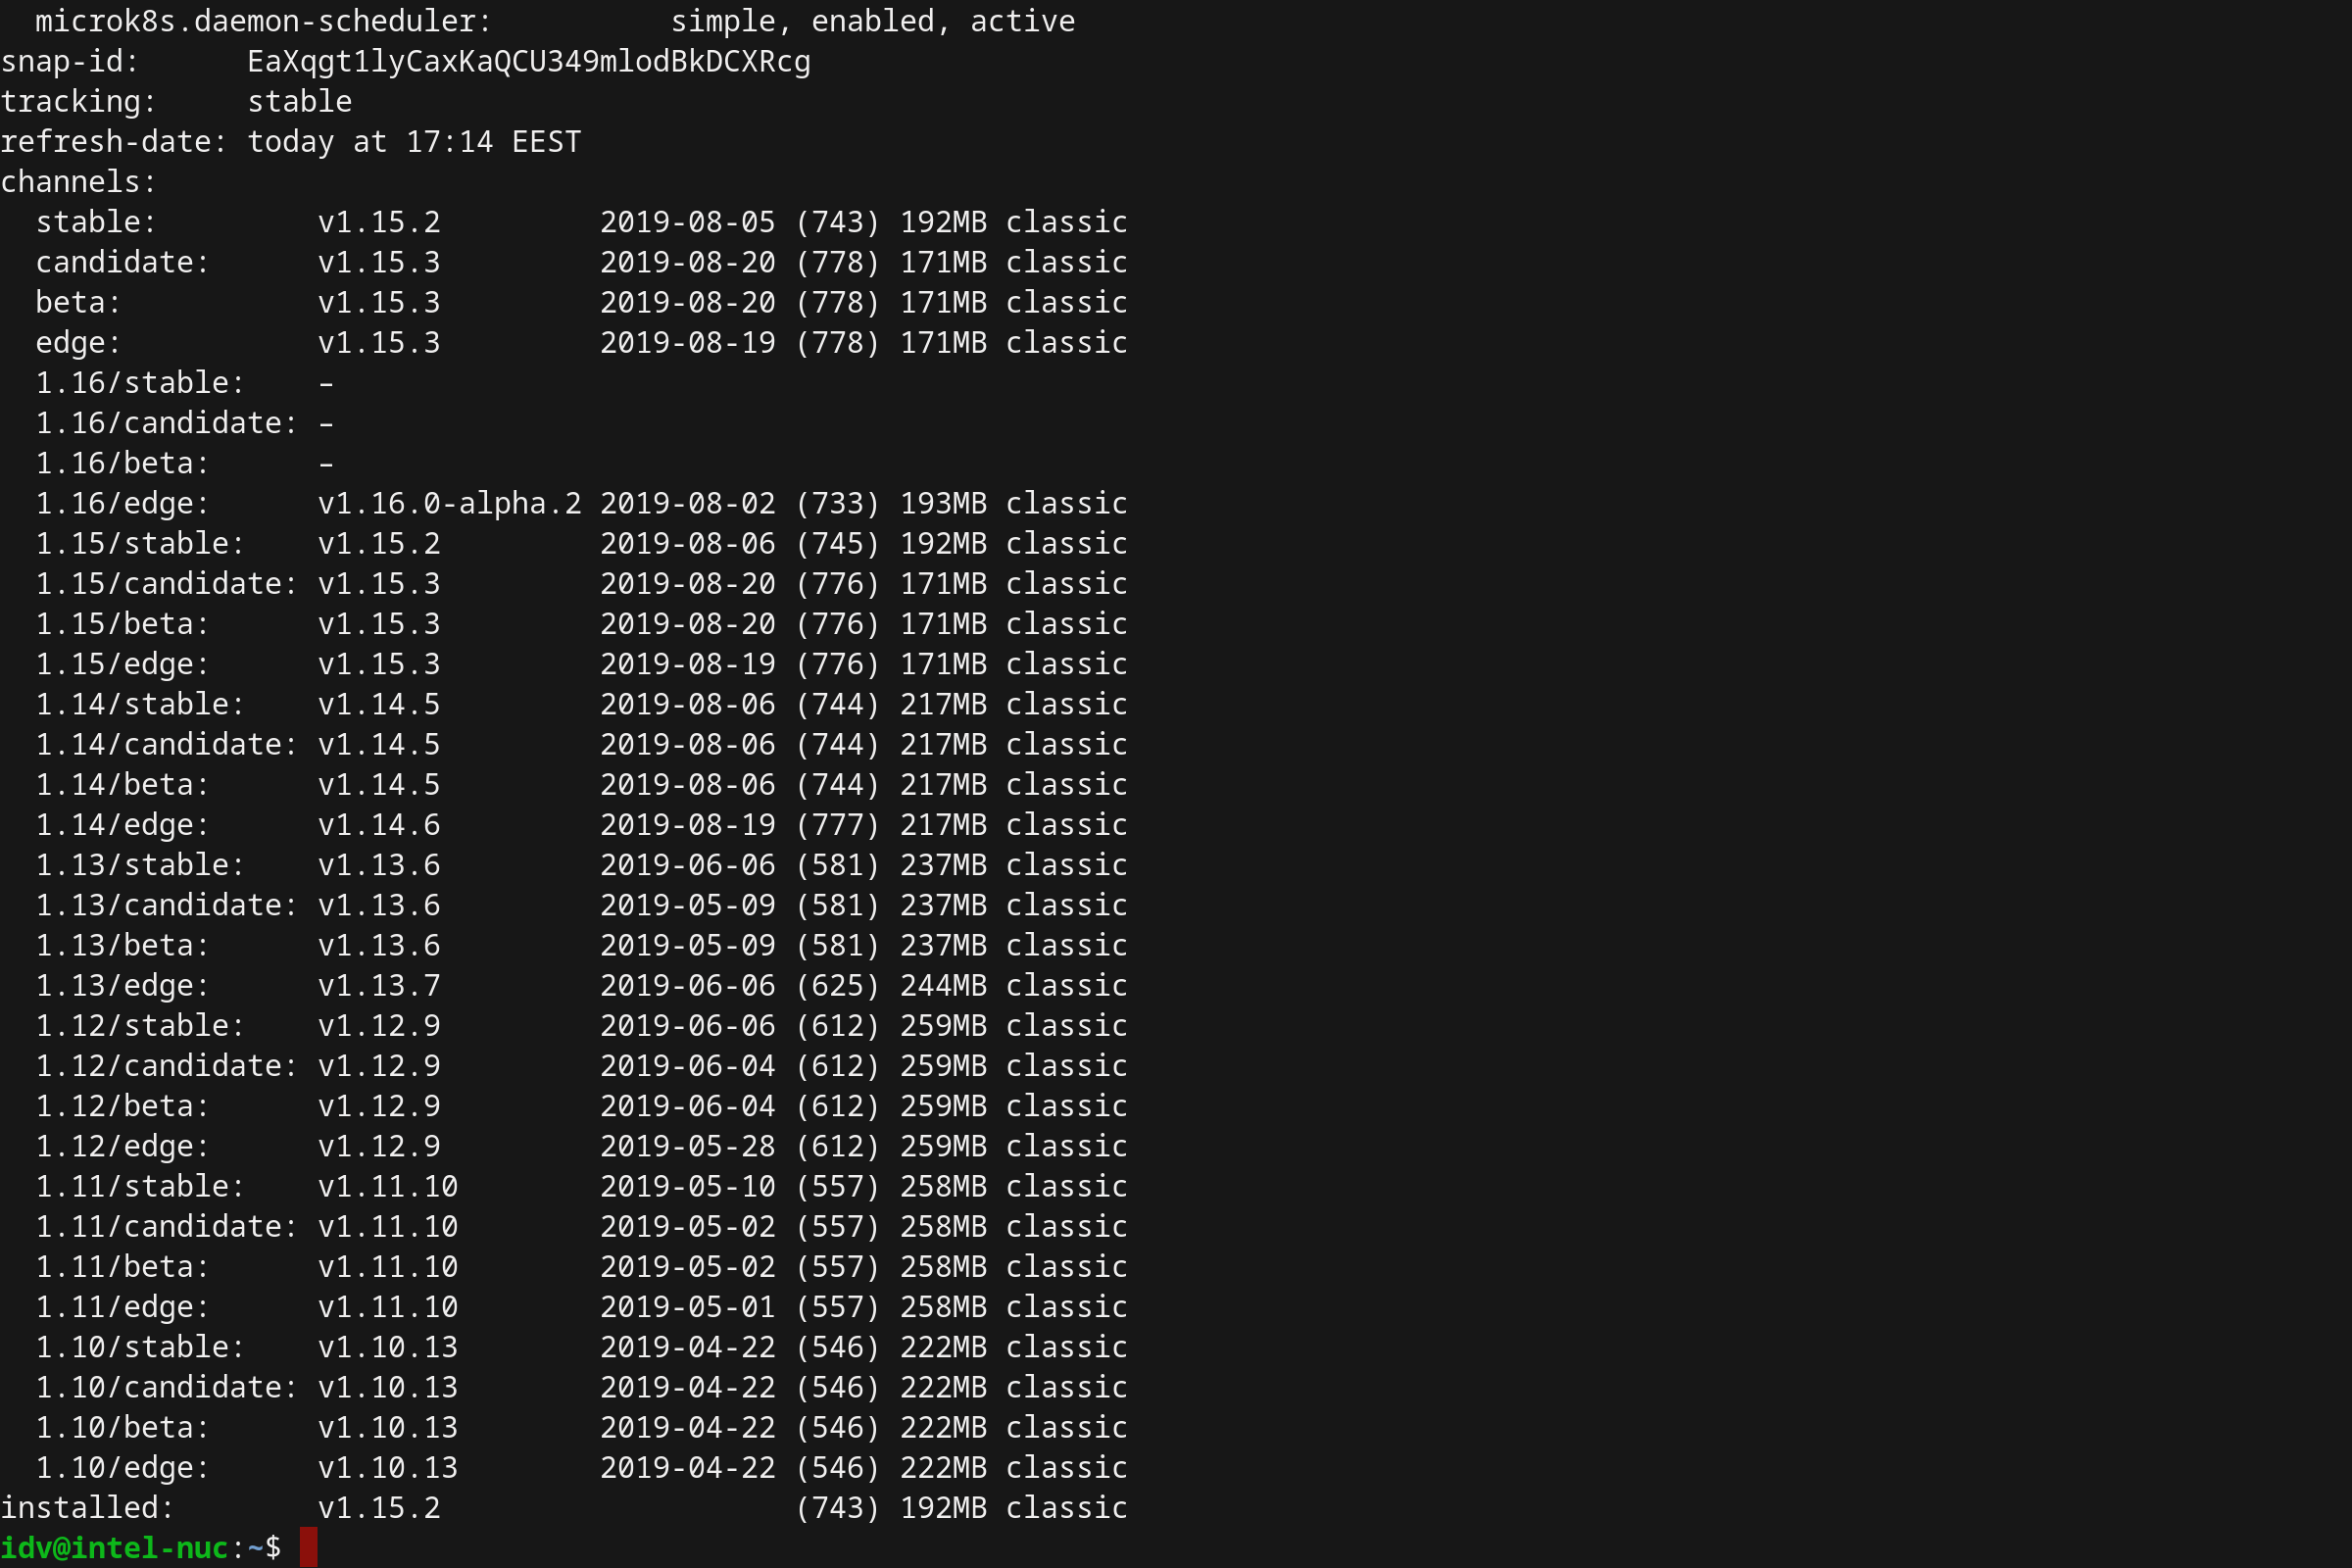 microk8s.daemon-scheduler: simple, enabled, active
snap-id: EaXqgt1lyCaxKaQCU349mlodBkDCXRcg
tracking: stable
refresh-date: today at 17:14 EEST
channels:
stable: v1.15.2 2019-08-05 (743) 192MB classic
candidate: v1.15.3 2019-08-20 (778) 171MB classic
beta: v1.15.3 2019-08-20 (778) 171MB classic
edge: v1.15.3 2019-08-19 (778) 171MB classic
1.16/stable: –
1.16/candidate: –
1.16/beta: –
1.16/edge: v1.16.0-alpha.2 2019-08-02 (733) 193MB classic
1.15/stable: v1.15.2 2019-08-06 (745) 192MB classic
1.15/candidate: v1.15.3 2019-08-20 (776) 171MB classic
1.15/beta: v1.15.3 2019-08-20 (776) 171MB classic
1.15/edge: v1.15.3 2019-08-19 (776) 171MB classic
1.14/stable: v1.14.5 2019-08-06 (744) 217MB classic
1.14/candidate: v1.14.5 2019-08-06 (744) 217MB classic
1.14/beta: v1.14.5 2019-08-06 (744) 217MB classic
1.14/edge: v1.14.6 2019-08-19 (777) 217MB classic
1.13/stable: v1.13.6 2019-06-06 (581) 237MB classic
1.13/candidate: v1.13.6 2019-05-09 (581) 237MB classic
1.13/beta: v1.13.6 2019-05-09 (581) 237MB classic
1.13/edge: v1.13.7 2019-06-06 (625) 244MB classic
1.12/stable: v1.12.9 2019-06-06 (612) 259MB classic
1.12/candidate: v1.12.9 2019-06-04 (612) 259MB classic
1.12/beta: v1.12.9 2019-06-04 (612) 259MB classic
1.12/edge: v1.12.9 2019-05-28 (612) 259MB classic
1.11/stable: v1.11.10 2019-05-10 (557) 258MB classic
1.11/candidate: v1.11.10 2019-05-02 (557) 258MB classic
1.11/beta: v1.11.10 2019-05-02 (557) 258MB classic
1.11/edge: v1.11.10 2019-05-01 (557) 258MB classic
1.10/stable: v1.10.13 2019-04-22 (546) 222MB classic
1.10/candidate: v1.10.13 2019-04-22 (546) 222MB classic
1.10/beta: v1.10.13 2019-04-22 (546) 222MB classic
1.10/edge: v1.10.13 2019-04-22 (546) 222MB classic
installed: v1.15.2 (743) 192MB classic
idv@intel-nuc:~$